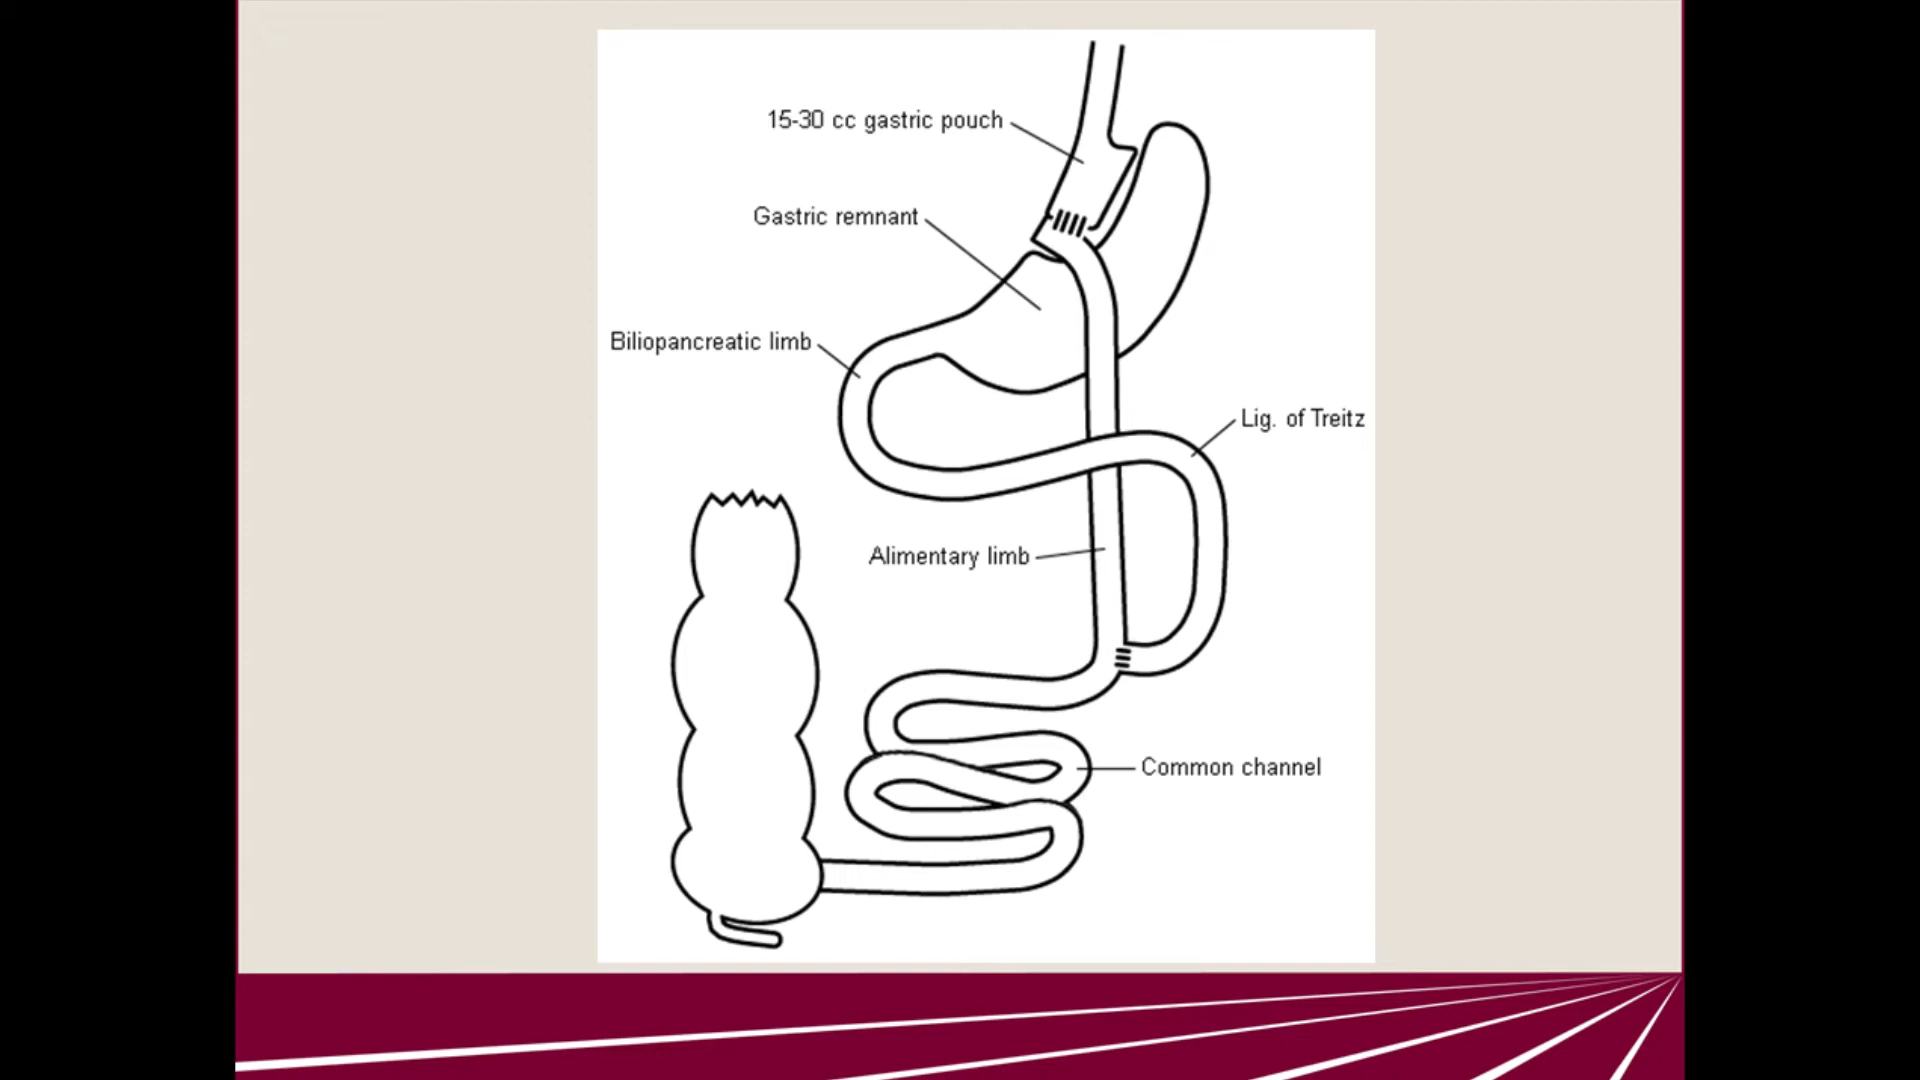 15-30 cc gastric pouch
Gastric remnant
Biliopancreatic limb
Lig. of Treitz
Alimentary limb
Common channel